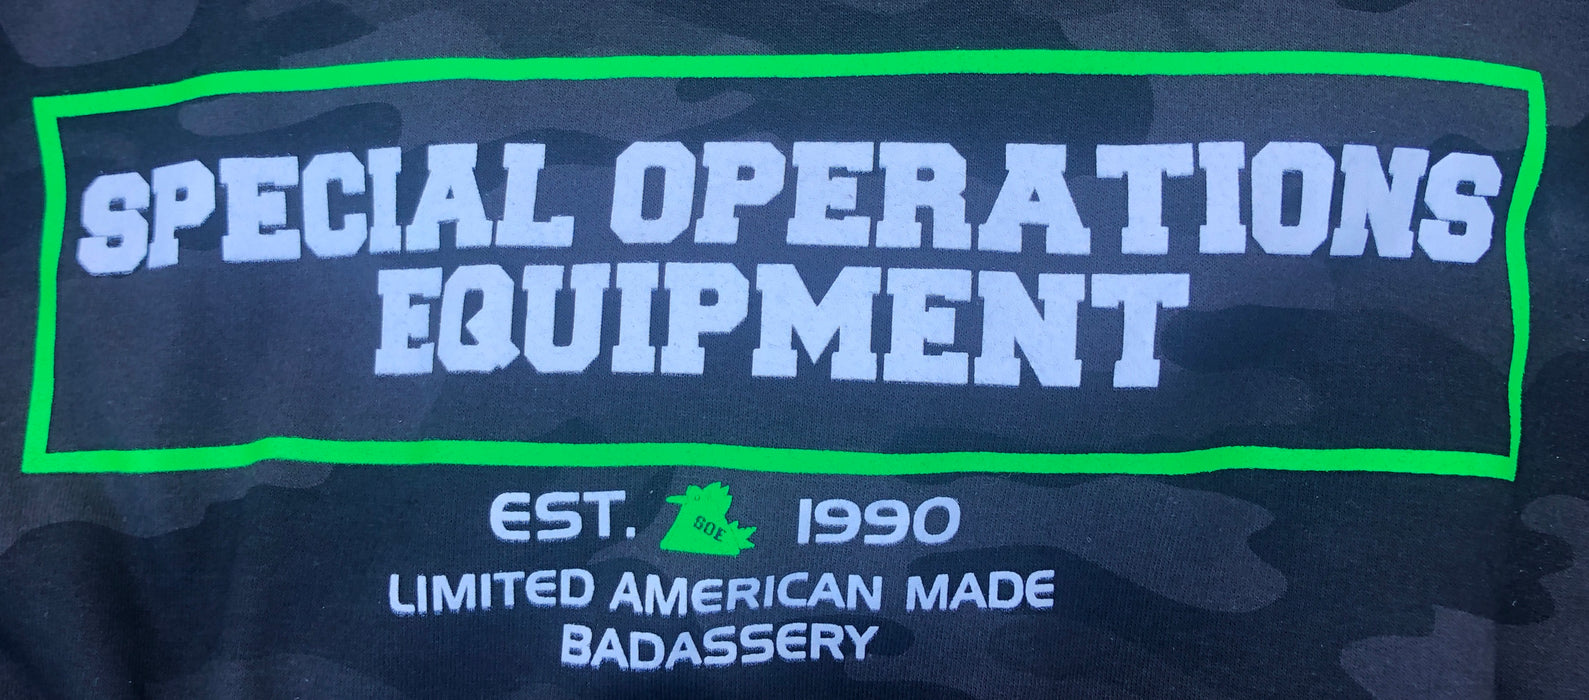 SPECIAL OPERATIONS
EQUIPMENT
EST. SOE 1990
LIMITED AMERICAN MADE
BADASSERY